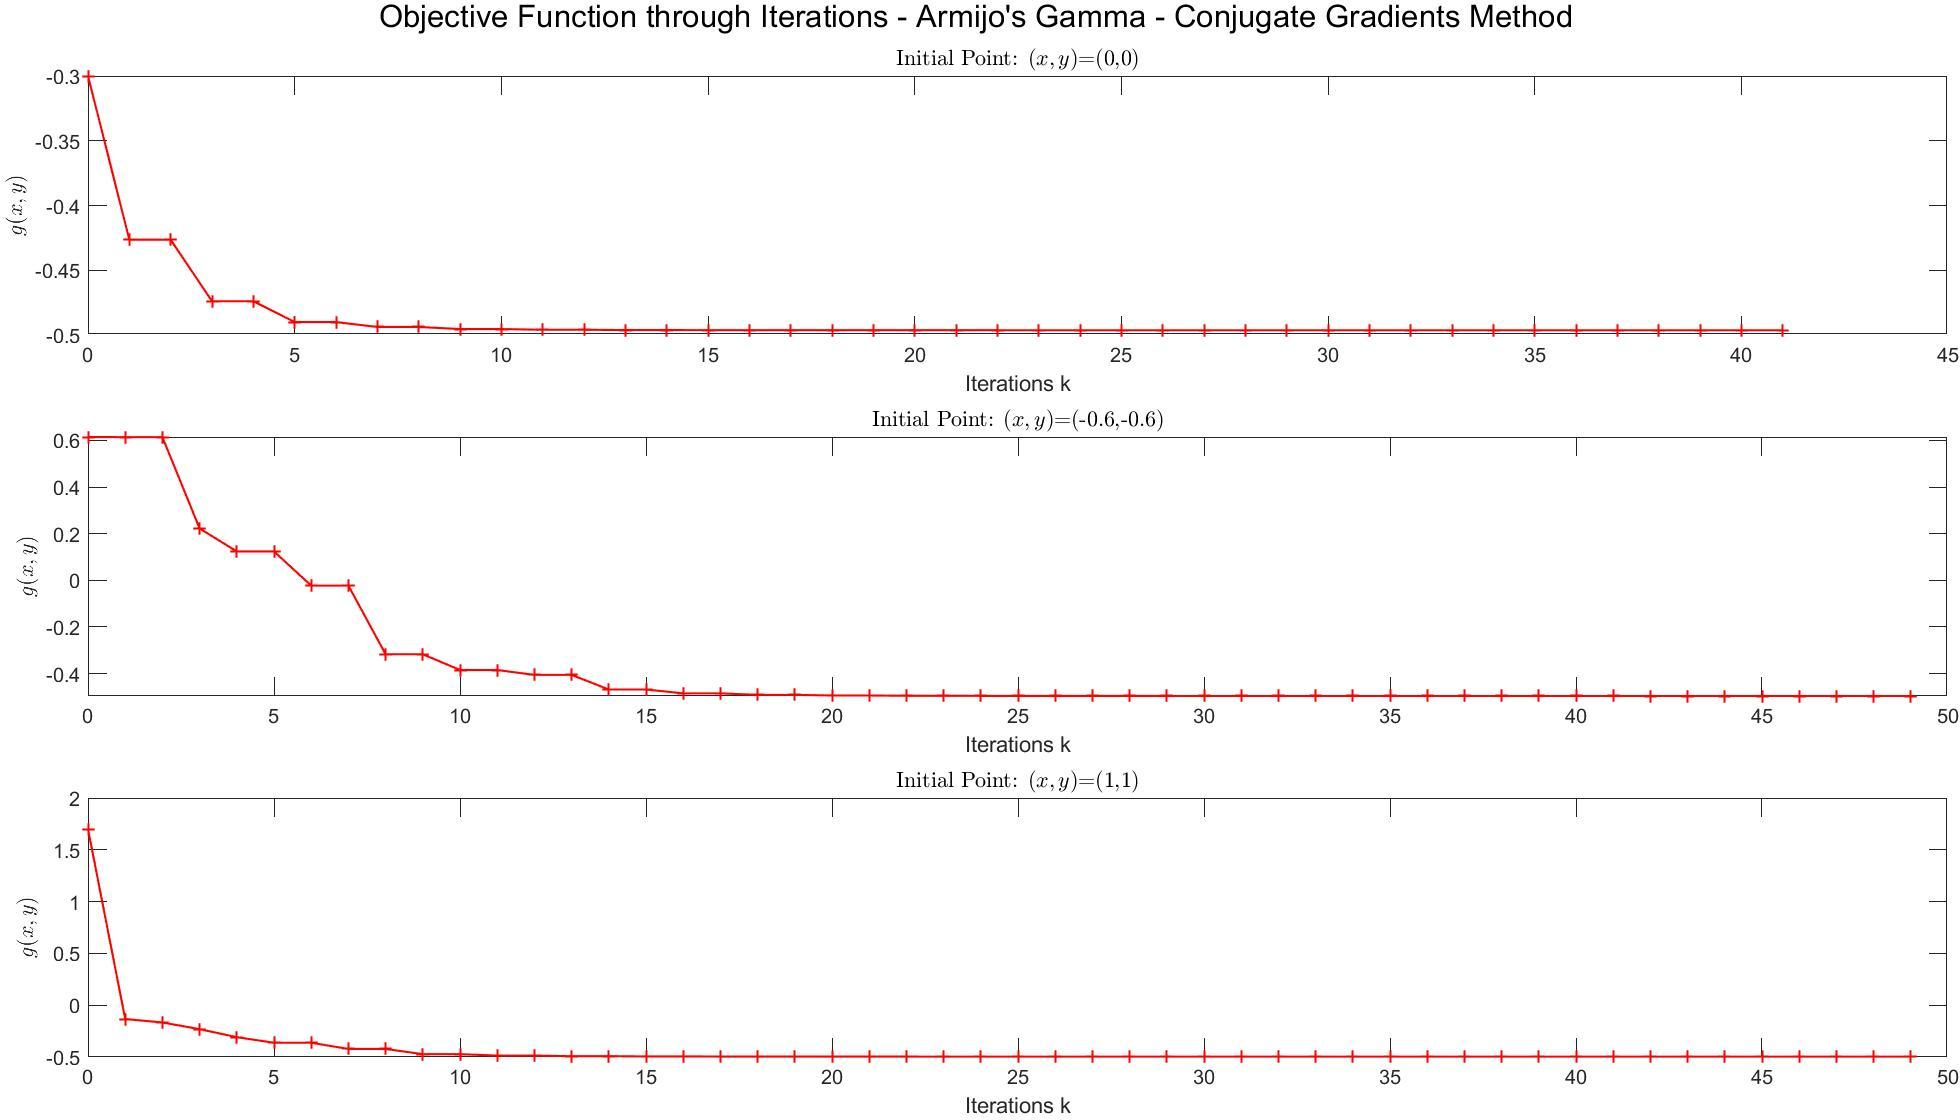 Objective Function through Iterations - Armijo's Gamma - Conjugate Gradients Method
Initial Point: (x, y)=(0,0)
-0.3
-0.35
-0.4
-0.45
-0.5
g(x, y)
0 5 10 15 20 25 30 35 40 45
Iterations k
Initial Point: (x, y)=(-0.6,-0.6)
0.6
0.4
0.2
0
-0.2
-0.4
g(x, y)
0 5 10 15 20 25 30 35 40 45 50
Iterations k
Initial Point: (x, y)=(1,1)
2
1.5
1
0.5
0
-0.5
g(x, y)
0 5 10 15 20 25 30 35 40 45 50
Iterations k